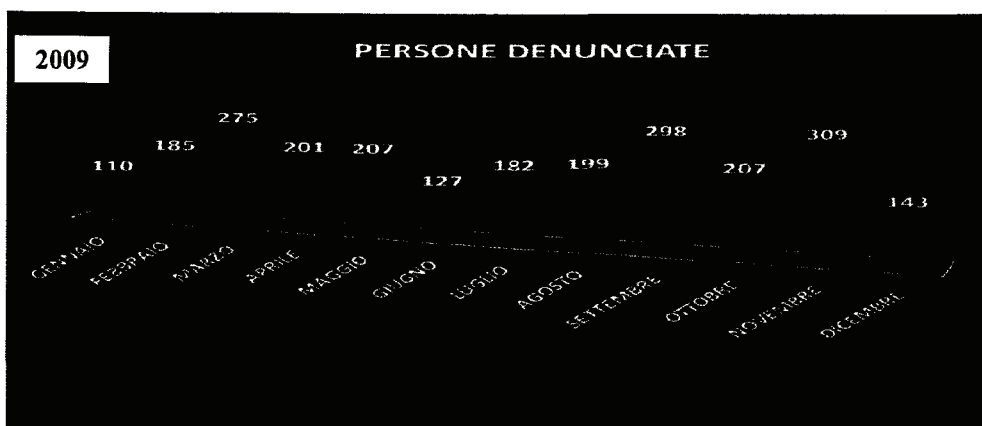 2009
PERSONE DENUNCIATE
110
185
275
201
207
127
182
199
298
207
309
143
GENNAIO
FEBBRAIO
MARZO
APRILE
MAGGIO
GIUGNO
LUGLIO
AGOSTO
SETTEMBRE
OTTOBRE
NOVEMBRE
DICEMBRE